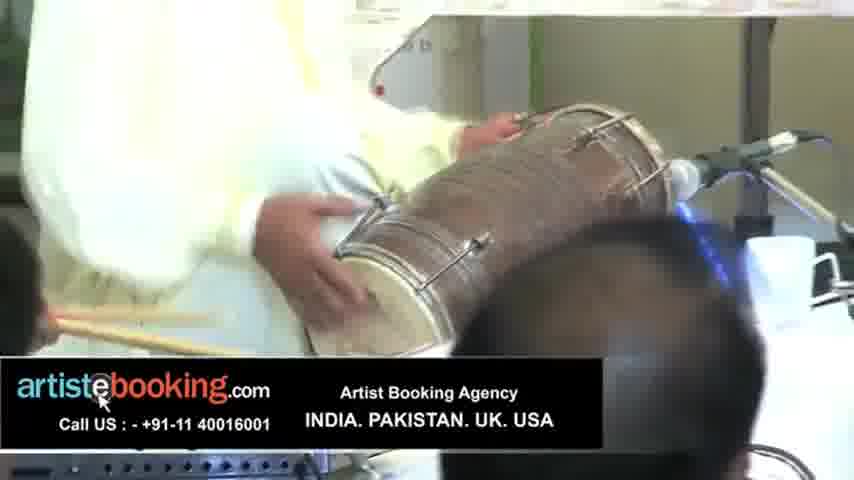 artistebooking.com
Call US : - +91-11 40016001
Artist Booking Agency
INDIA. PAKISTAN. UK. USA